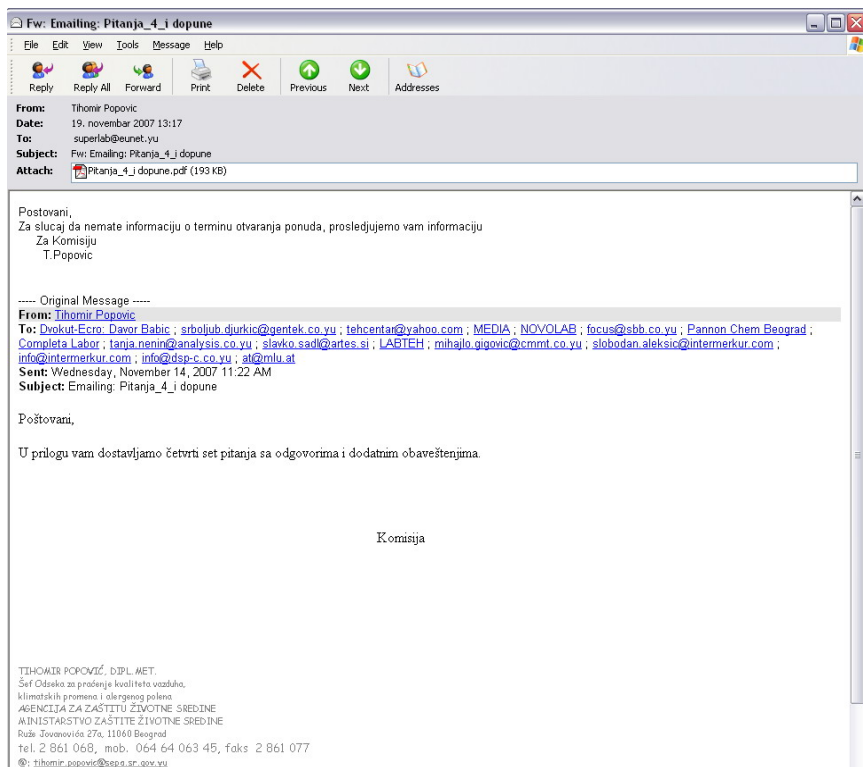 Fw: Emailing: Pitanja_4_i dopune
File Edit View Tools Message Help
Reply Reply All Forward Print Delete Previous Next Addresses
From: Tihomir Popovic
Date: 19. novembar 2007 13:17
To: superlab@eunet.yu
Subject: Fw: Emailing: Pitanja_4_i dopune
Attach: Pitanja_4_i dopune.pdf (193 KB)
Postovani,
Za slucaj da nemate informaciju o terminu otvaranja ponuda, prosledjujemo vam informaciju
Za Komisiju
T.Popovic
----- Original Message -----
From: Tihomir Popovic
To: Dvokut-Ecro: Davor Babic ; srboljub.djurkic@gentek.co.yu ; tehcentar@yahoo.com ; MEDIA ; NOVOLAB ; focus@sbb.co.yu ; Pannon Chem Beograd ;
Completa Labor ; tanja.nenin@analysis.co.yu ; slavko.sadl@artes.si ; LABTEH ; mihajlo.gigovic@cmmt.co.yu ; slobodan.aleksic@intermerkur.com ;
info@intermerkur.com ; info@dsp-c.co.yu ; at@mlu.at
Sent: Wednesday, November 14, 2007 11:22 AM
Subject: Emailing: Pitanja_4_i dopune
Poštovani,
U prilogu vam dostavljamo četvrti set pitanja sa odgovorima i dodatnim obaveštenjima.
Komisija
TIHOMIR POPOVIĆ, DIPL.MET.
Šef Odseka za praćenje kvaliteta vazduha,
klimatskih promena i alergenog polena
AGENCIJA ZA ZAŠTITU ŽIVOTNE SREDINE
MINISTARSTVO ZAŠTITE ŽIVOTNE SREDINE
Ruže Jovanovića 27a, 11060 Beograd
tel. 2 861 068, mob. 064 64 063 45, faks 2 861 077
@: tihomir.popovic@sepa.sr.gov.yu